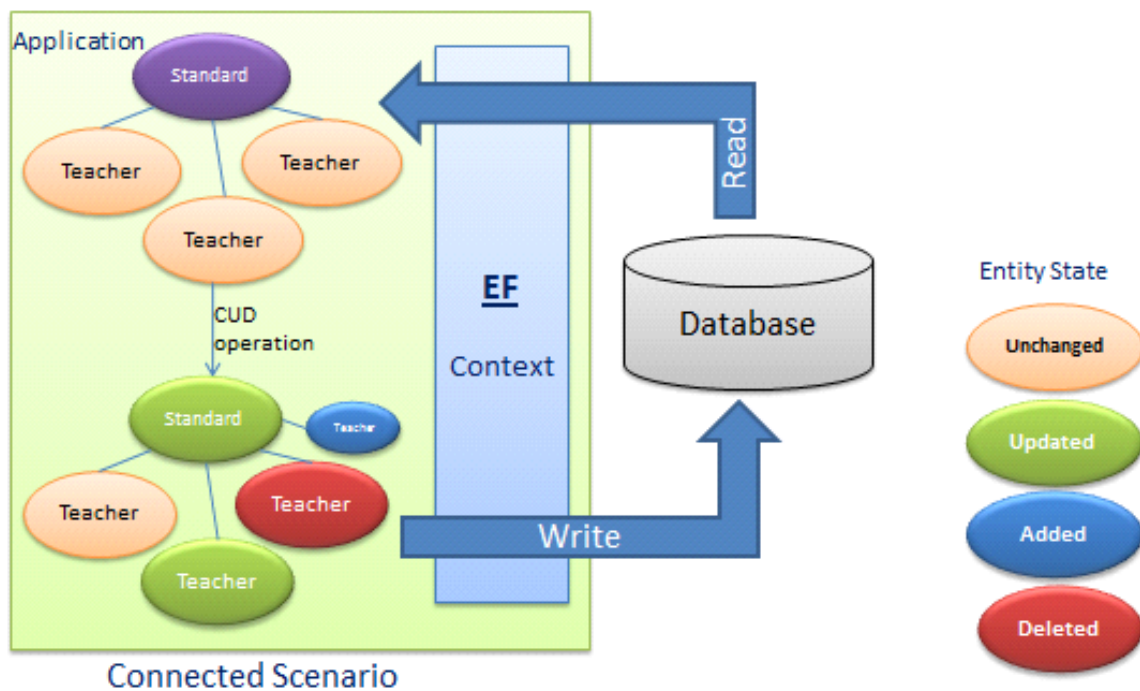 Application
Standard
Teacher
Teacher
Teacher
CUD
operation
Standard
Teacher
Teacher
Teacher
Teacher
EF
Context
Read
Write
Database
Connected Scenario
Entity State
Unchanged
Updated
Added
Deleted